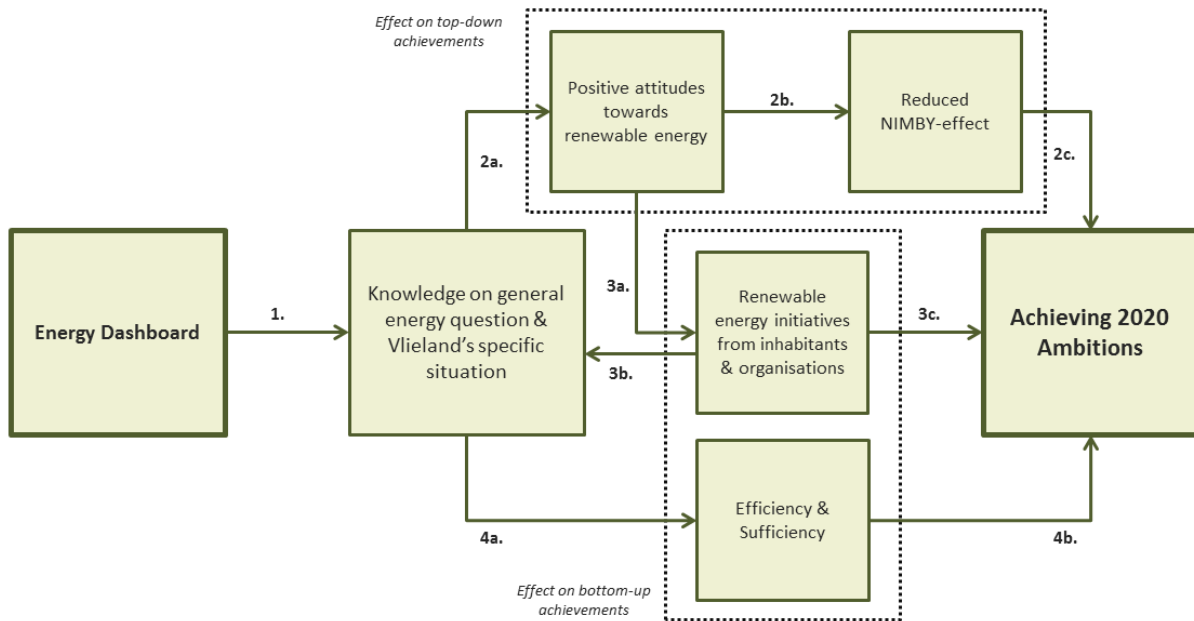 Effect on top-down
achievements
Positive attitudes
towards
renewable energy
2b.
Reduced
NIMBY-effect
2a.
2c.
Energy Dashboard
1.
Knowledge on general
energy question &
Vlieland's specific
situation
3a.
3b.
Renewable
energy initiatives
from inhabitants
& organisations
3c.
Achieving 2020
Ambitions
4a.
Efficiency &
Sufficiency
4b.
Effect on bottom-up
achievements